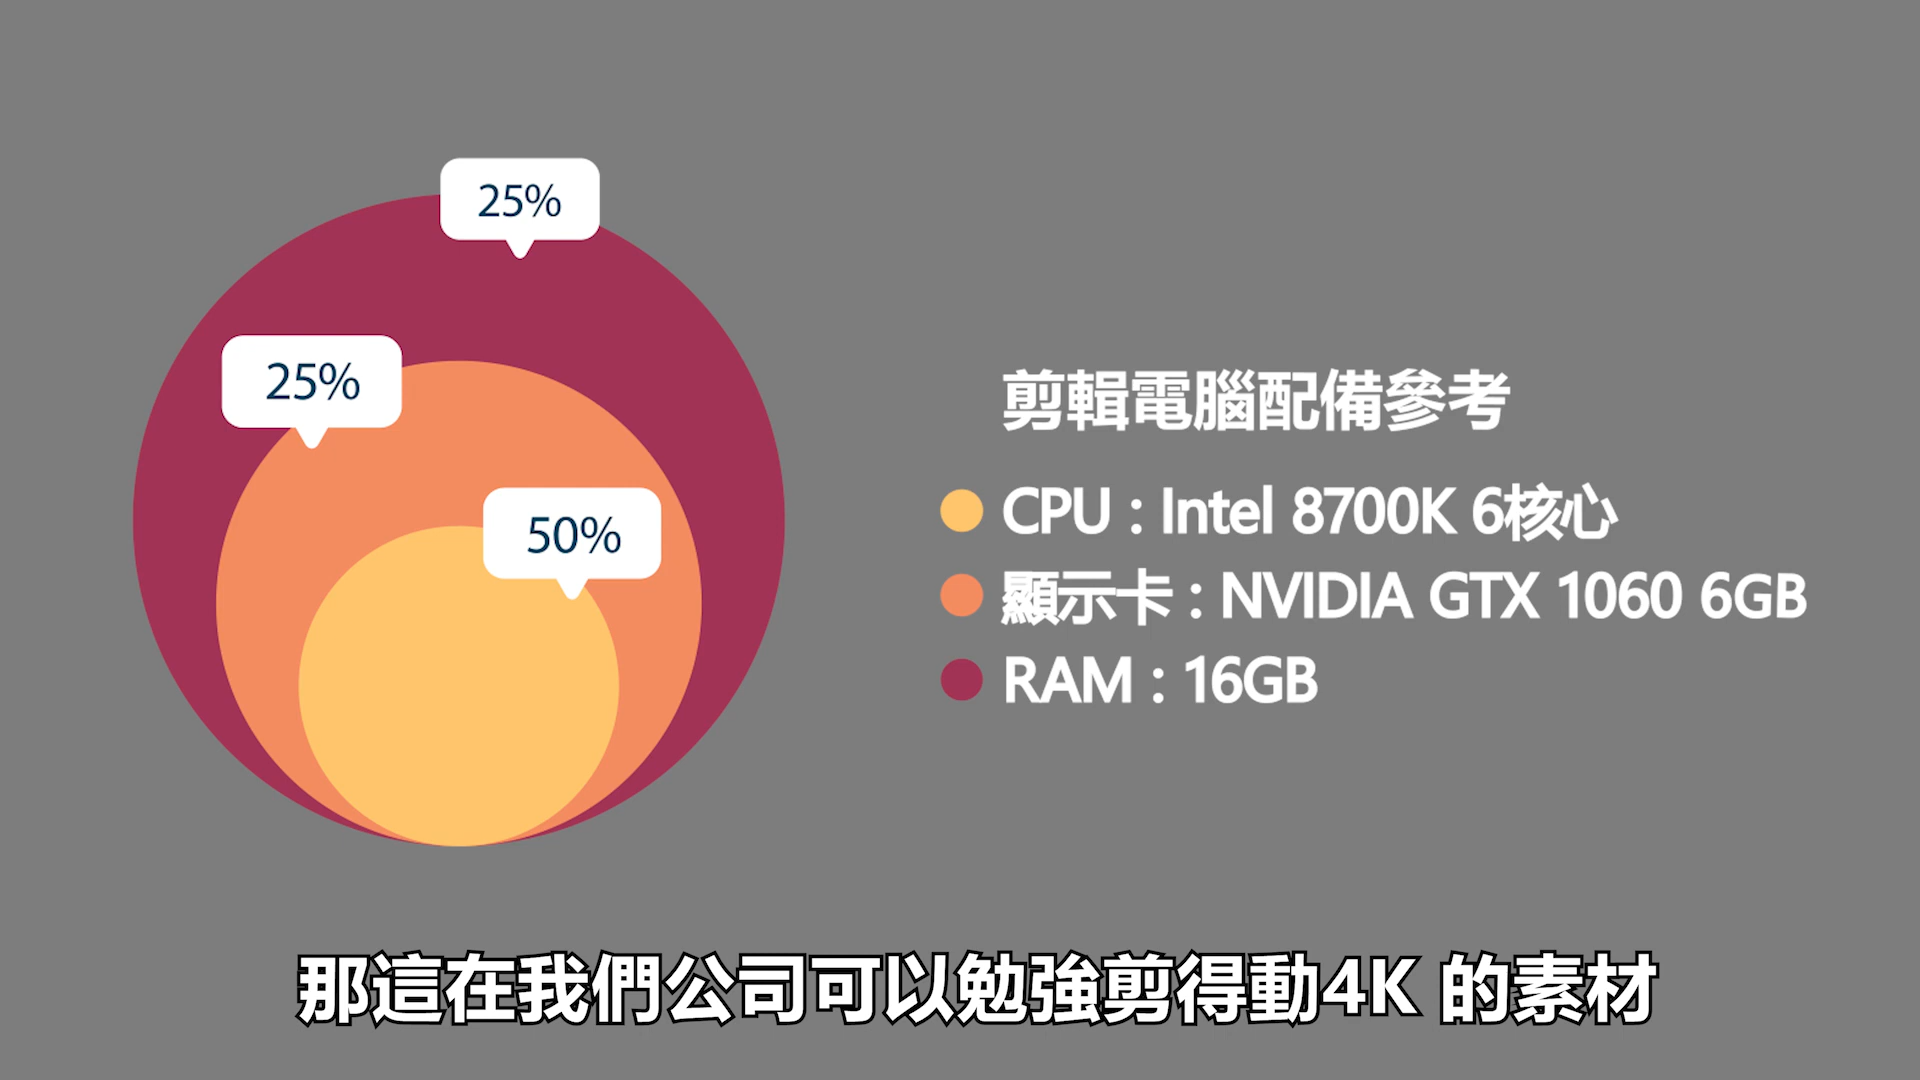 25%
25%
50%
剪輯電腦配備參考
CPU : Intel 8700K 6核心
顯示卡 : NVIDIA GTX 1060 6GB
RAM : 16GB
那這在我們公司可以勉強剪得動4K 的素材